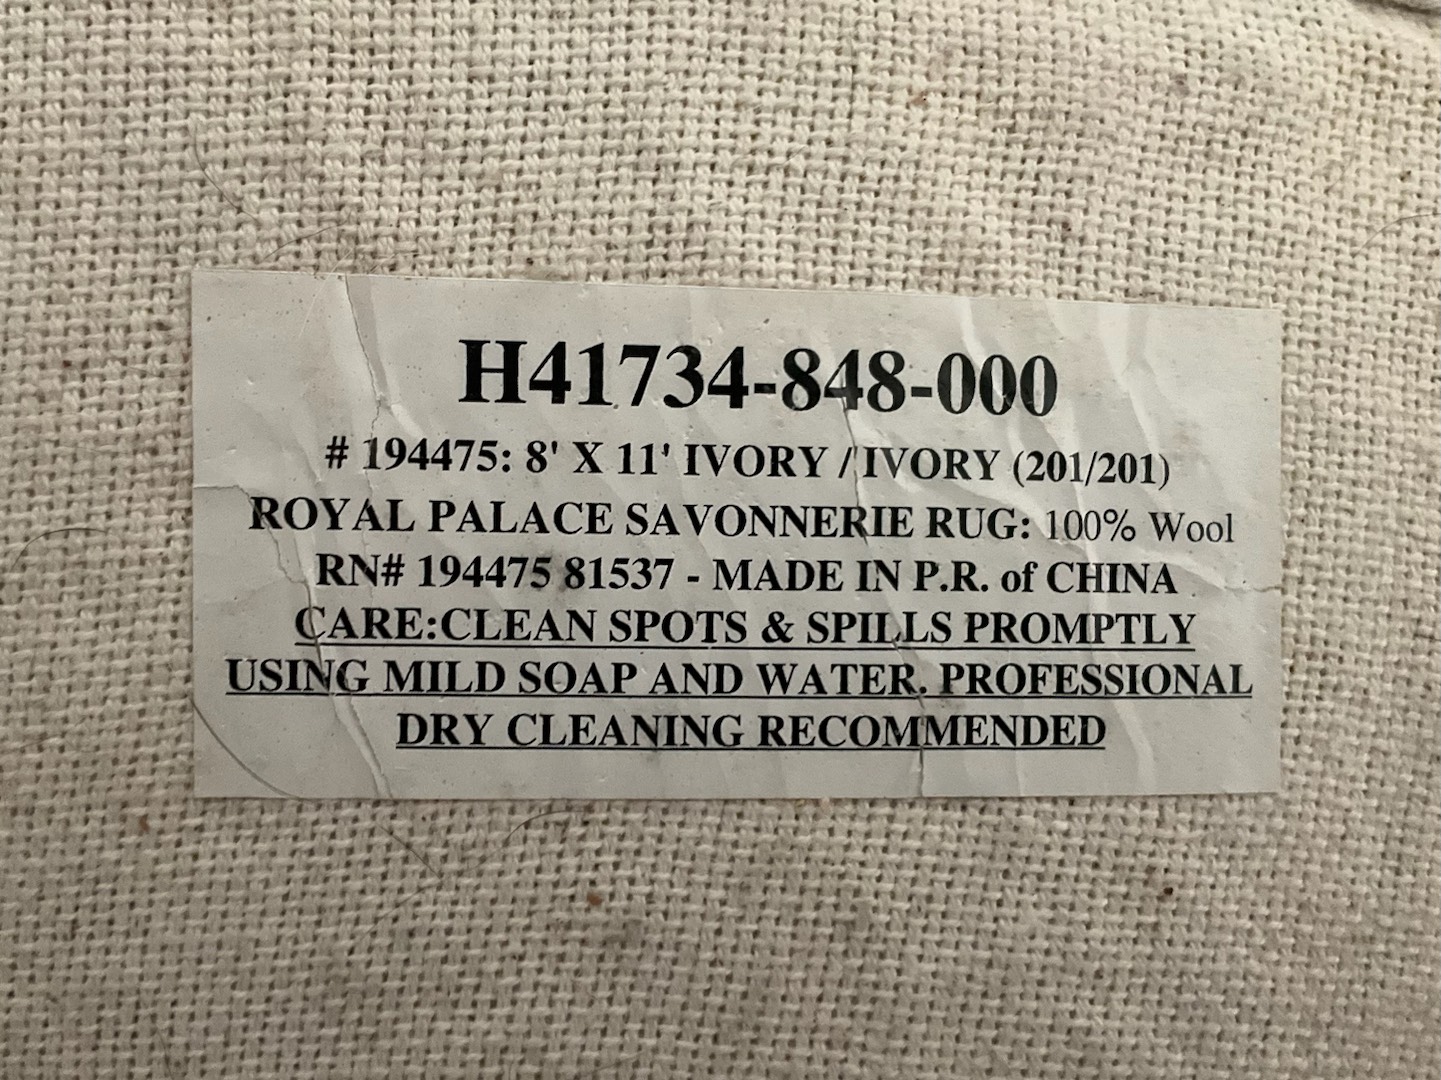 H41734-848-000
# 194475: 8' X 11' IVORY / IVORY (201/201)
ROYAL PALACE SAVONNERIE RUG: 100% Wool
RN# 194475 81537 - MADE IN P.R. of CHINA
CARE:CLEAN SPOTS & SPILLS PROMPTLY
USING MILD SOAP AND WATER. PROFESSIONAL
DRY CLEANING RECOMMENDED